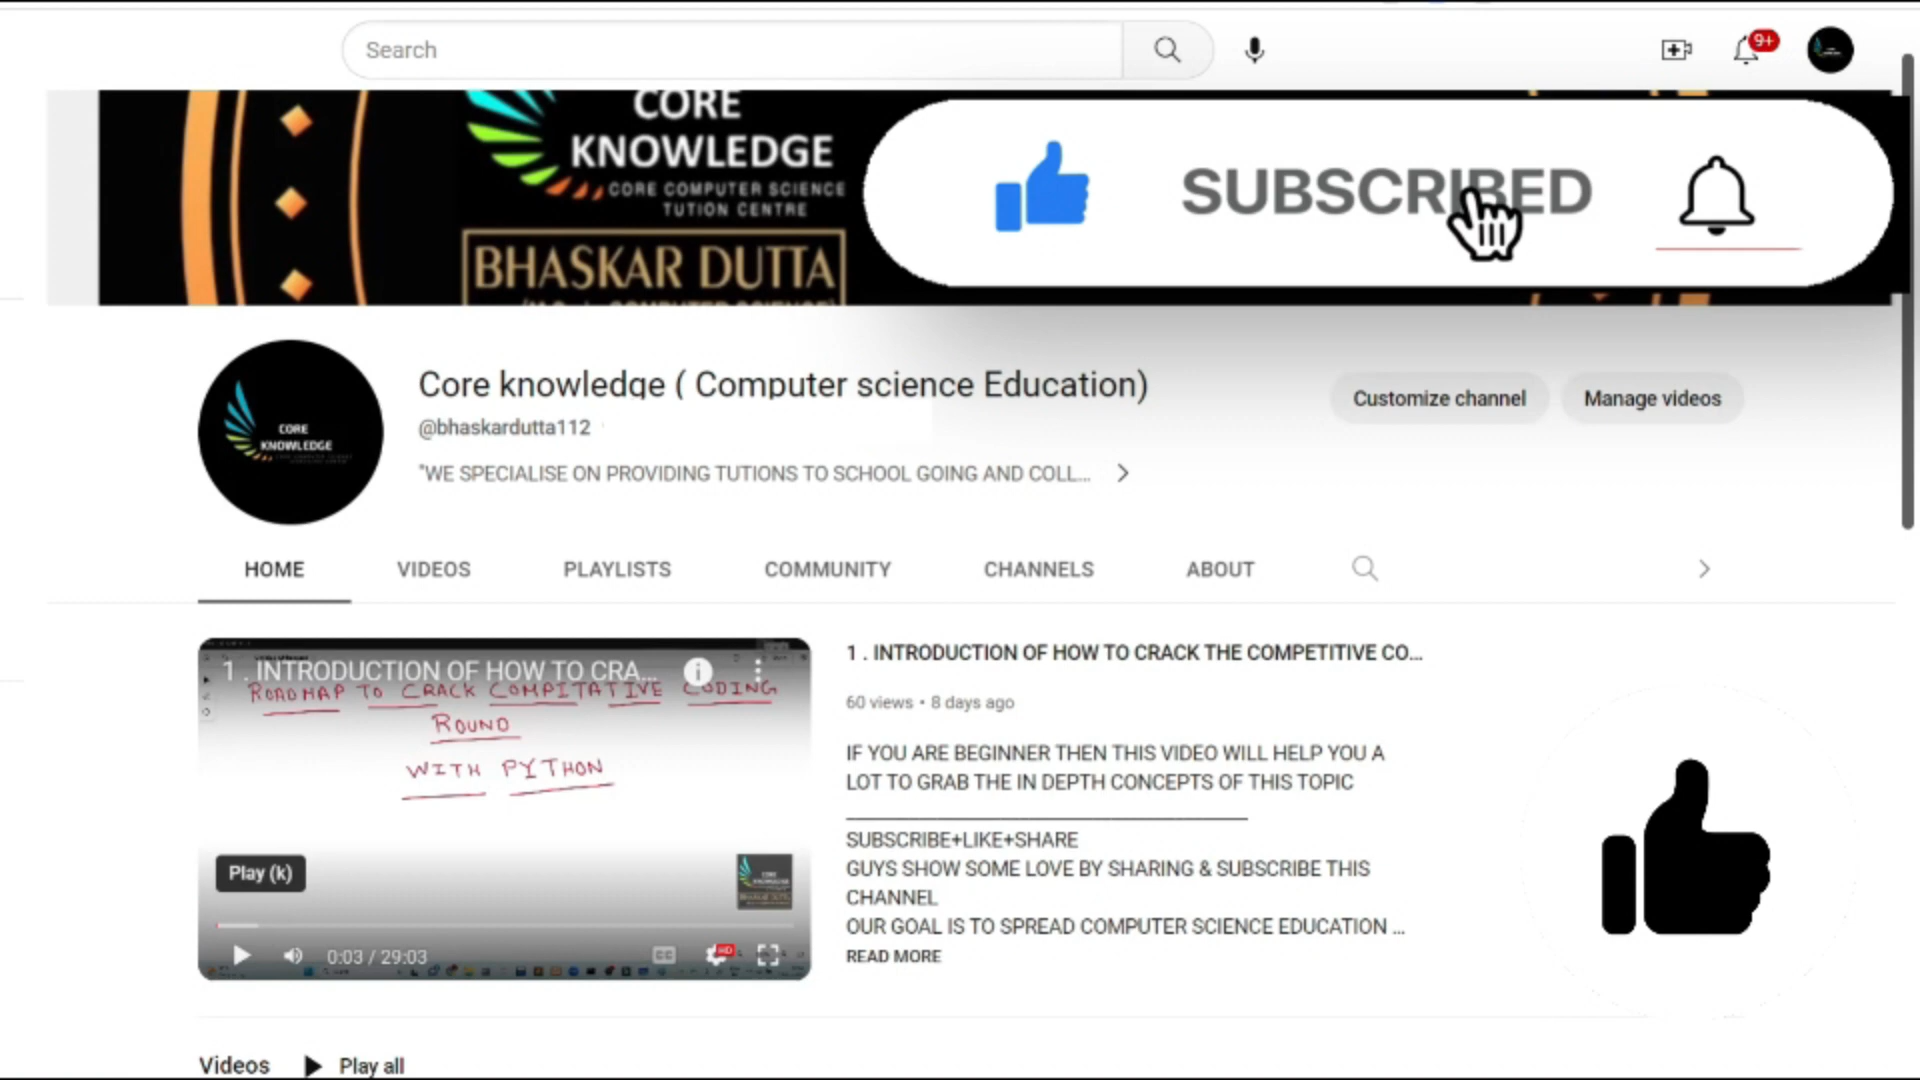 Search
9+
CORE
KNOWLEDGE
CORE COMPUTER SCIENCE
TUTION CENTRE
BHASKAR DUTTA
SUBSCRIBED
Core knowledge ( Computer science Education)
@bhaskardutta112
Customize channel
Manage videos
"WE SPECIALISE ON PROVIDING TUTIONS TO SCHOOL GOING AND COLL...
CORE
KNOWLEDGE
HOME
VIDEOS
PLAYLISTS
COMMUNITY
CHANNELS
ABOUT
1 . INTRODUCTION OF HOW TO CRA...
ROADMAP TO CRACK COMPITATIVE CODING
ROUND
WITH PYTHON
Play (k)
0:03 / 29:03
CC
HD
1 . INTRODUCTION OF HOW TO CRACK THE COMPETITIVE CO...
60 views • 8 days ago
IF YOU ARE BEGINNER THEN THIS VIDEO WILL HELP YOU A
LOT TO GRAB THE IN DEPTH CONCEPTS OF THIS TOPIC
SUBSCRIBE+LIKE+SHARE
GUYS SHOW SOME LOVE BY SHARING & SUBSCRIBE THIS
CHANNEL
OUR GOAL IS TO SPREAD COMPUTER SCIENCE EDUCATION ...
READ MORE
Videos
Play all